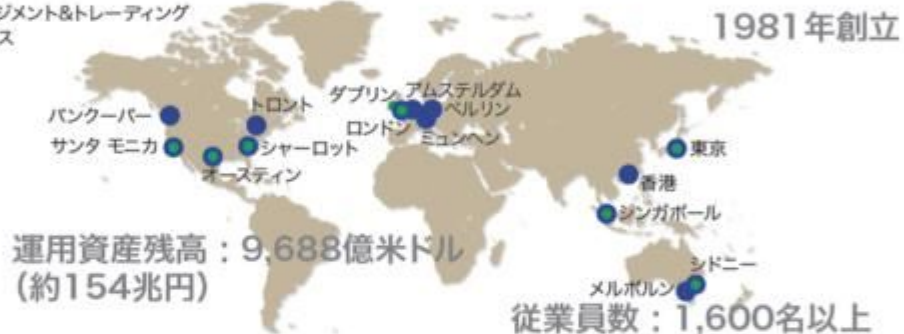 ジメント&トレーディング
ス
1981年創立
バンクーバー
トロント
サンタ モニカ
シャーロット
オースティン
ダブリン
アムステルダム
ベルリン
ロンドン
ミュンヘン
東京
香港
シンガポール
シドニー
メルボルン
運用資産残高：9,688億米ドル
(約154兆円)
従業員数：1,600名以上